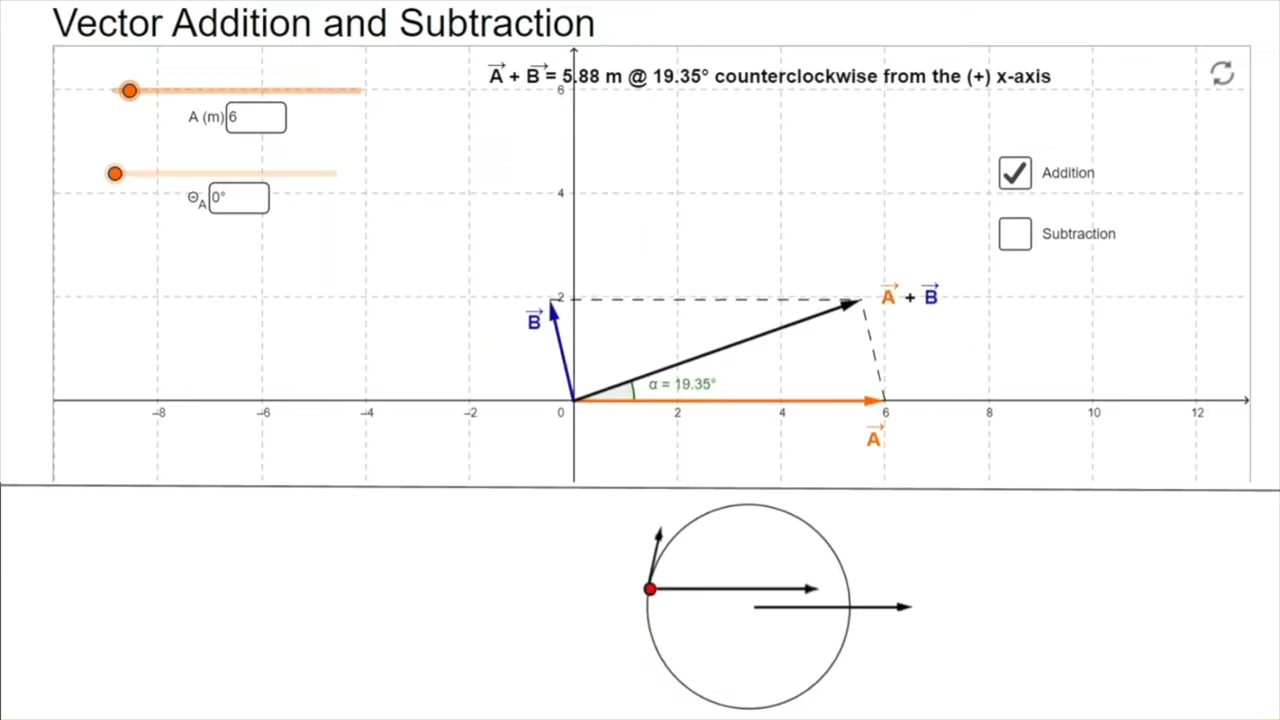 Vector Addition and Subtraction
A + B = 5.88 m @ 19.35° counterclockwise from the (+) x-axis
6
A (m) 6
4
Addition
ΘA 0°
Subtraction
2
A + B
B
α = 19.35°
–8 –6 –4 –2 0 2 4 6 8 10 12
A